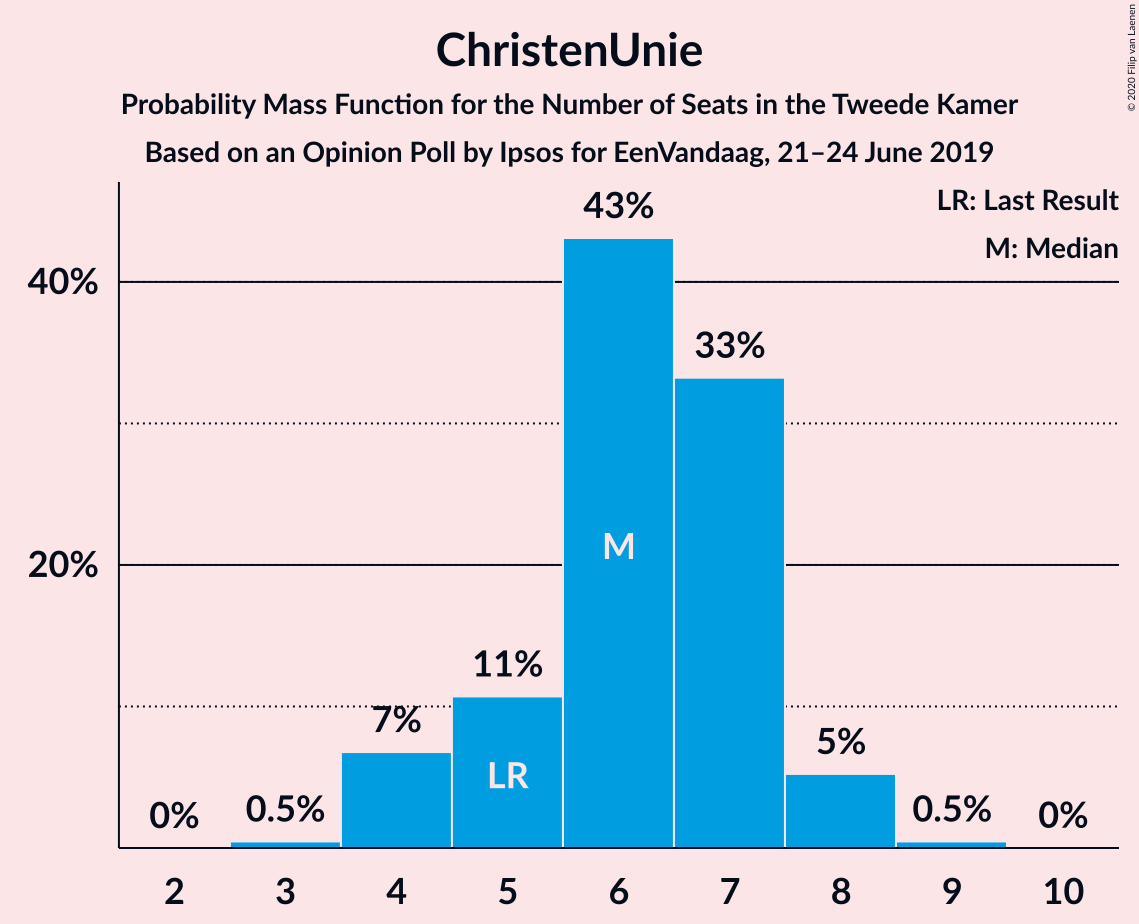 ChristenUnie
Probability Mass Function for the Number of Seats in the Tweede Kamer
Based on an Opinion Poll by Ipsos for EenVandaag, 21–24 June 2019
© 2020 Filip van Laenen
LR: Last Result
M: Median
43%
40%
33%
M
20%
11%
7%
5%
LR
0%
0.5%
0.5%
0%
2 3 4 5 6 7 8 9 10